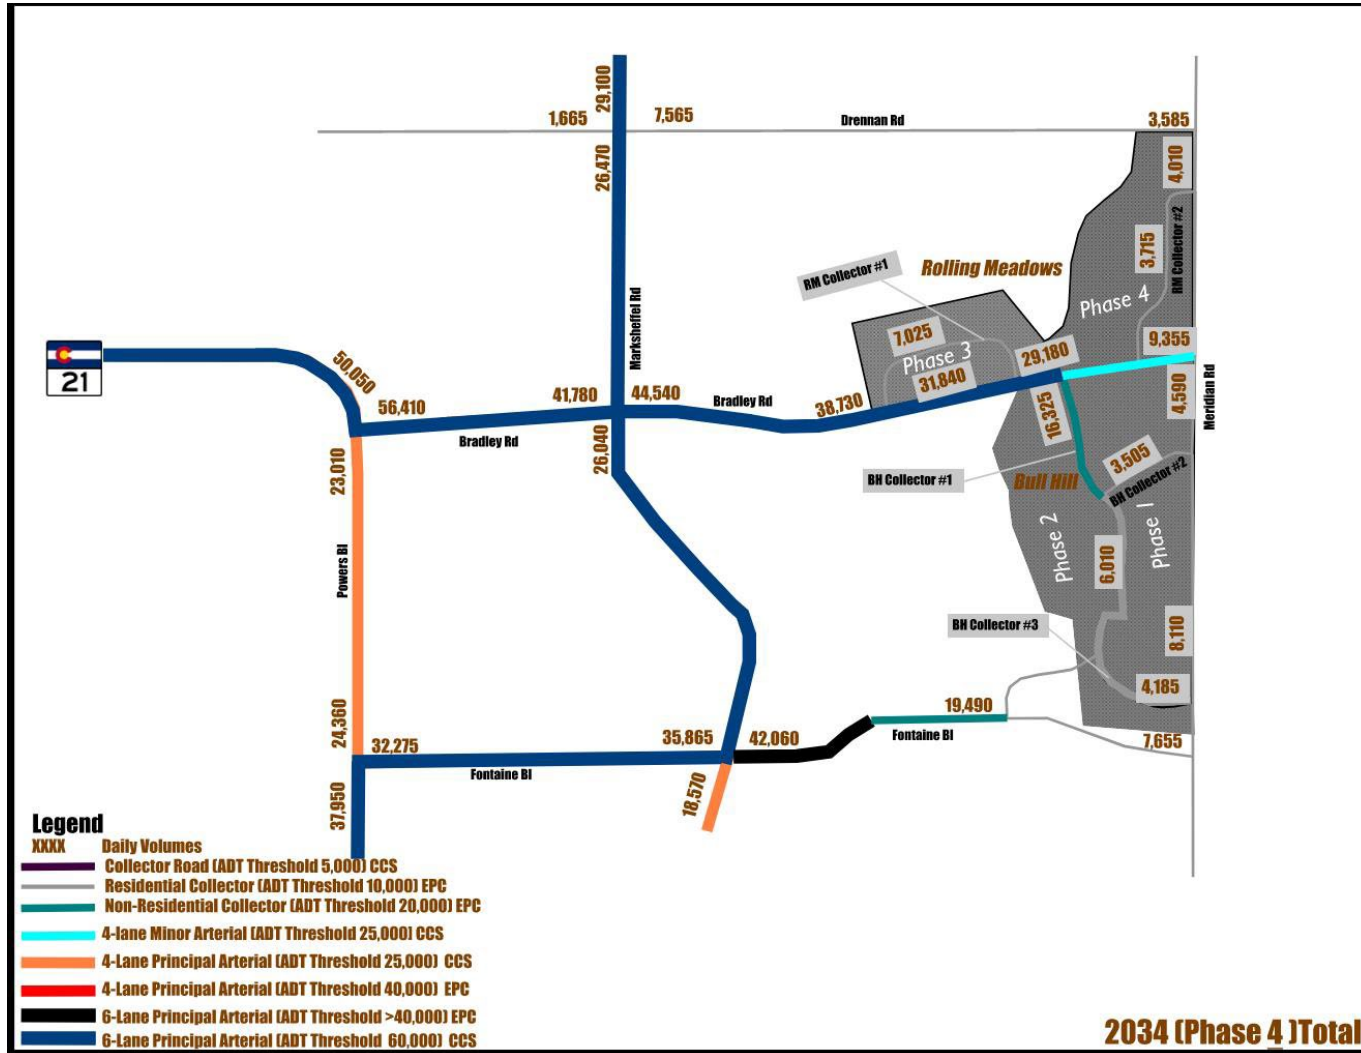 29,100
1,665
7,565
Drennan Rd
3,585
26,470
4,010
RM Collector #2
3,715
RM Collector #1
Rolling Meadows
Marksheffel Rd
Phase 4
21
50,050
7,025
Phase 3
29,180
9,355
31,840
56,410
41,780
44,540
Bradley Rd
38,730
16,325
4,590
Meridian Rd
Bradley Rd
26,040
23,010
BH Collector #1
Bull Hill
3,505
BH Collector #2
Phase 2
Phase 1
Powers Bl
6,010
BH Collector #3
8,110
4,185
24,360
32,275
35,865
42,060
19,490
Fontaine Bl
7,655
Fontaine Bl
37,950
18,570
Legend
XXXX Daily Volumes
Collector Road (ADT Threshold 5,000) CCS
Residential Collector (ADT Threshold 10,000) EPC
Non-Residential Collector (ADT Threshold 20,000) EPC
4-lane Minor Arterial (ADT Threshold 25,000) CCS
4-Lane Principal Arterial (ADT Threshold 25,000) CCS
4-Lane Principal Arterial (ADT Threshold 40,000) EPC
6-Lane Principal Arterial (ADT Threshold >40,000) EPC
6-Lane Principal Arterial (ADT Threshold 60,000) CCS
2034 (Phase 4 )Total